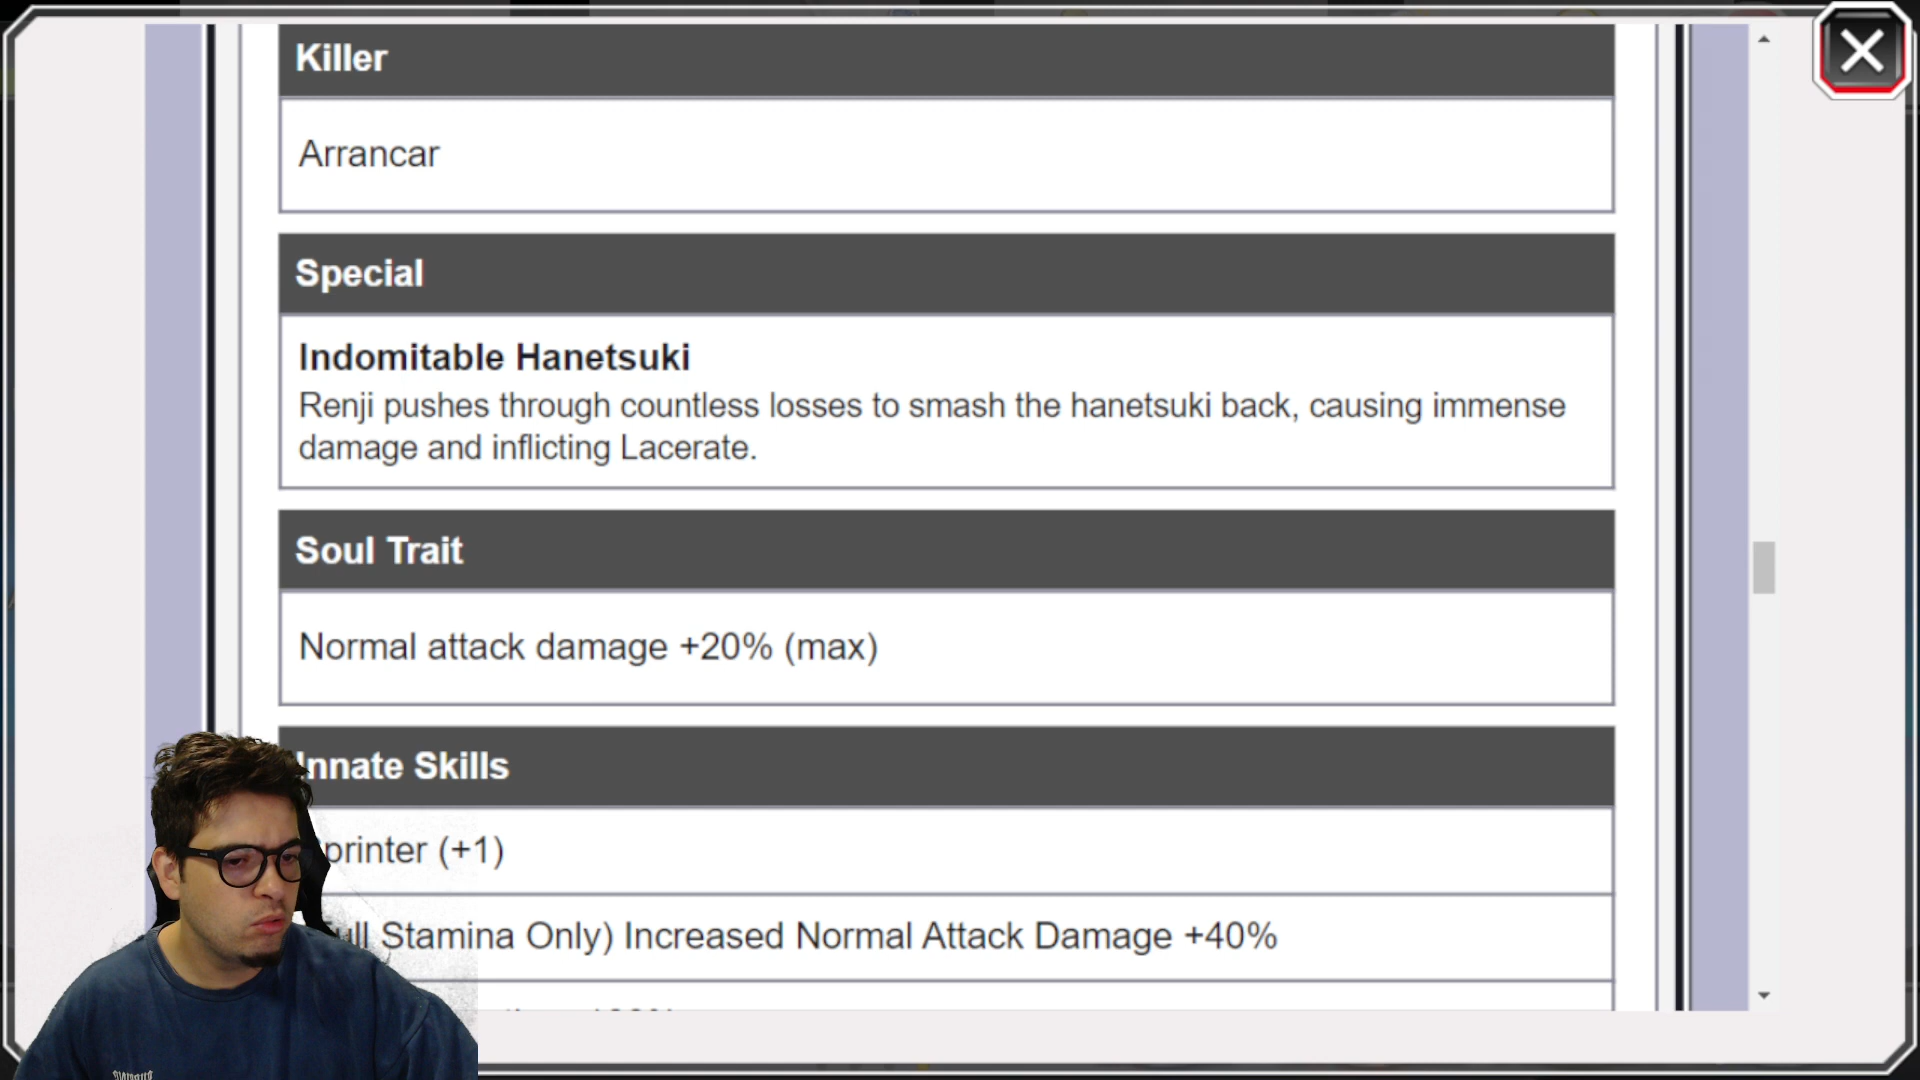 Killer
Arrancar
Special
Indomitable Hanetsuki
Renji pushes through countless losses to smash the hanetsuki back, causing immense
damage and inflicting Lacerate.
Soul Trait
Normal attack damage +20% (max)
Innate Skills
printer (+1)
ull Stamina Only) Increased Normal Attack Damage +40%